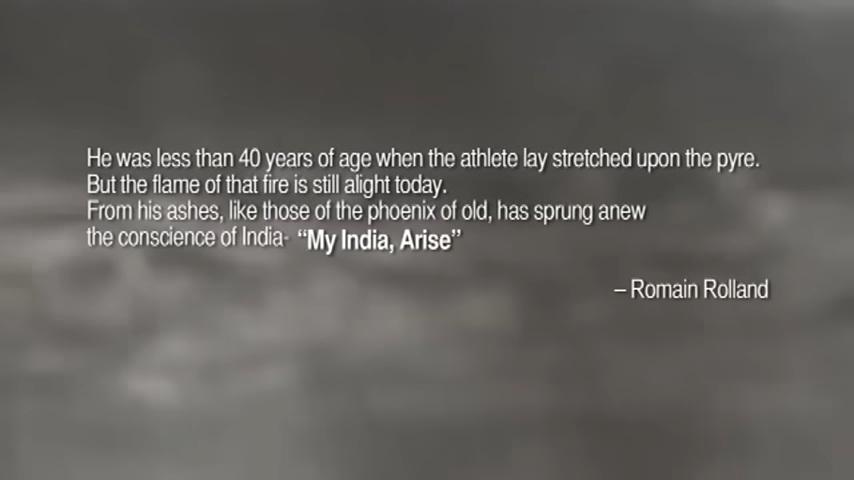 He was less than 40 years of age when the athlete lay stretched upon the pyre.
But the flame of that fire is still alight today.
From his ashes, like those of the phoenix of old, has sprung anew
the conscience of India- “My India, Arise”
– Romain Rolland